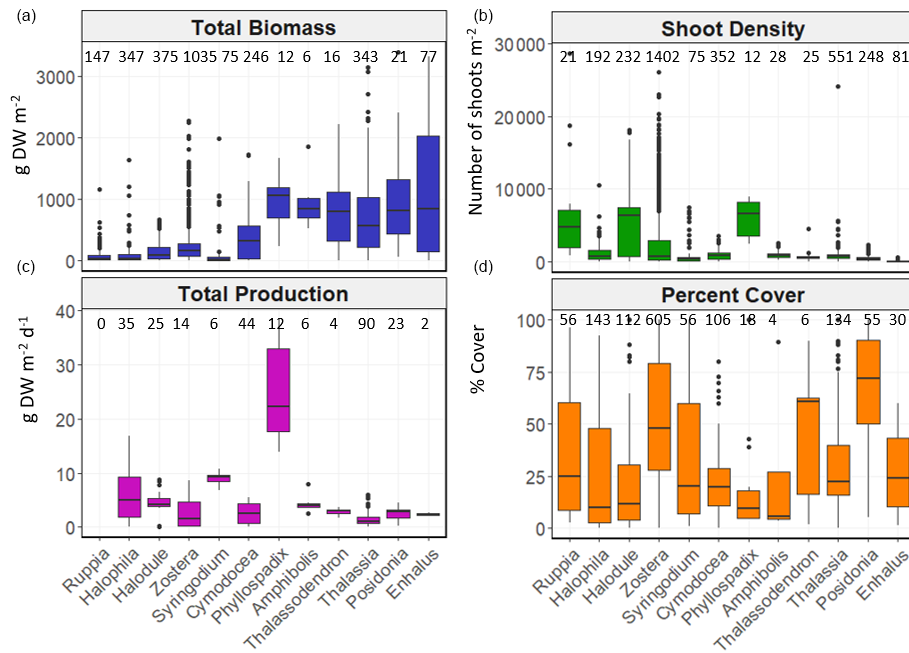 (a)
Total Biomass
147 347 375 1035 75 246 12 6 16 343 21 77
3000
2000
1000
0
g DW m-2
(b)
Shoot Density
21 192 232 1402 75 352 12 28 25 551 248 81
30000
20000
10000
0
Number of shoots m-2
(c)
Total Production
0 35 25 14 6 44 12 6 4 90 23 2
40
30
20
10
0
g DW m-2 d-1
Ruppia
Halophila
Halodule
Zostera
Syringodium
Cymodocea
Phyllospadix
Amphibolis
Thalassodendron
Thalassia
Posidonia
Enhalus
(d)
Percent Cover
56 143 112 605 56 106 18 4 6 134 55 30
100
75
50
25
0
% Cover
Ruppia
Halophila
Halodule
Zostera
Syringodium
Cymodocea
Phyllospadix
Amphibolis
Thalassodendron
Thalassia
Posidonia
Enhalus